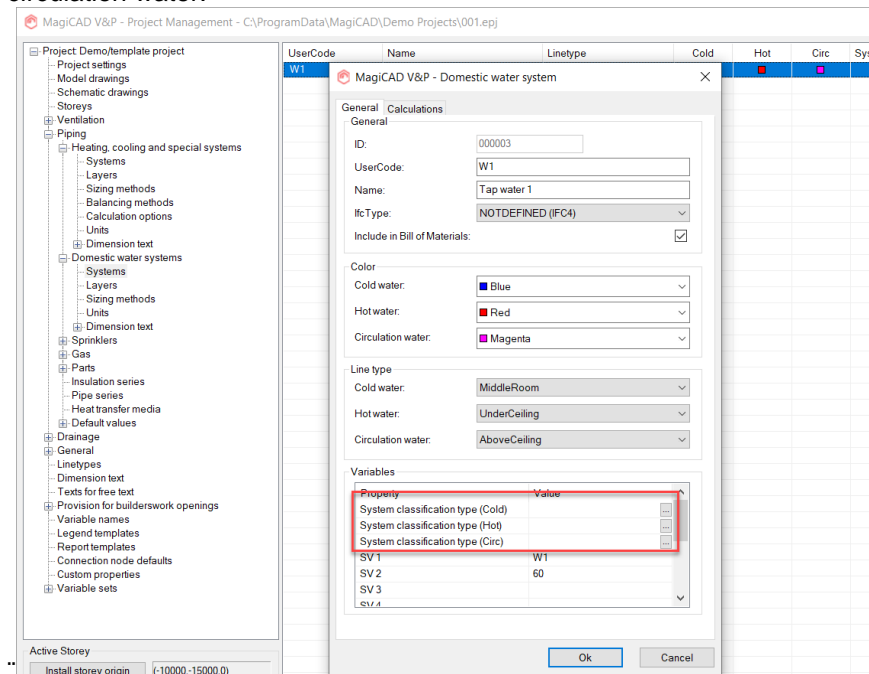 MagiCAD V&P - Project Management - C:\ProgramData\MagiCAD\Demo Projects\001.epj
Project: Demo/template project
Project settings
Model drawings
Schematic drawings
Storeys
Ventilation
Piping
Heating, cooling and special systems
Systems
Layers
Sizing methods
Balancing methods
Calculation options
Units
Dimension text
Domestic water systems
Systems
Layers
Sizing methods
Units
Dimension text
Sprinklers
Gas
Parts
Insulation series
Pipe series
Heat transfer media
Default values
Drainage
General
Linetypes
Dimension text
Texts for free text
Provision for builderswork openings
Variable names
Legend templates
Report templates
Connection node defaults
Custom properties
Variable sets
Active Storey
Install storey origin (-10000,-15000,0)
UserCode Name Linetype Cold Hot Circ
W1
MagiCAD V&P - Domestic water system
General Calculations
General
ID: 000003
UserCode: W1
Name: Tap water 1
IfcType: NOTDEFINED (IFC4)
Include in Bill of Materials:
Color
Cold water: Blue
Hot water: Red
Circulation water: Magenta
Line type
Cold water: MiddleRoom
Hot water: UnderCeiling
Circulation water: AboveCeiling
Variables
Property Value
System classification type (Cold) ...
System classification type (Hot) ...
System classification type (Circ) ...
SV 1 W1
SV 2 60
SV 3
SV 4
Ok Cancel